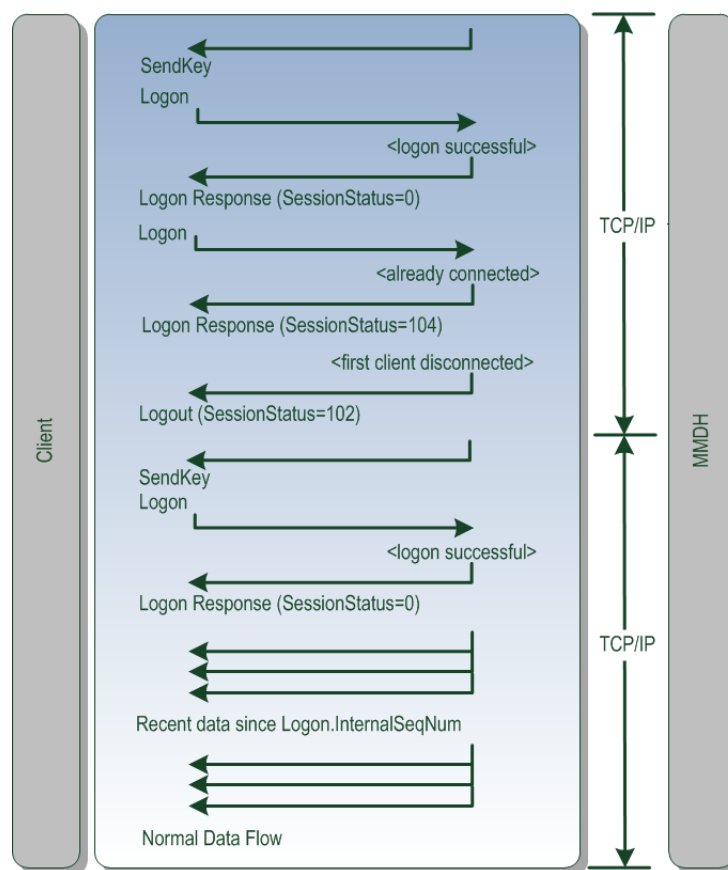 SendKey
Logon
<logon successful>
Logon Response (SessionStatus=0)
Logon
<already connected>
Logon Response (SessionStatus=104)
<first client disconnected>
Logout (SessionStatus=102)
SendKey
Logon
<logon successful>
Logon Response (SessionStatus=0)
Recent data since Logon.InternalSeqNum
Normal Data Flow
Client
TCP/IP
TCP/IP
MMDH